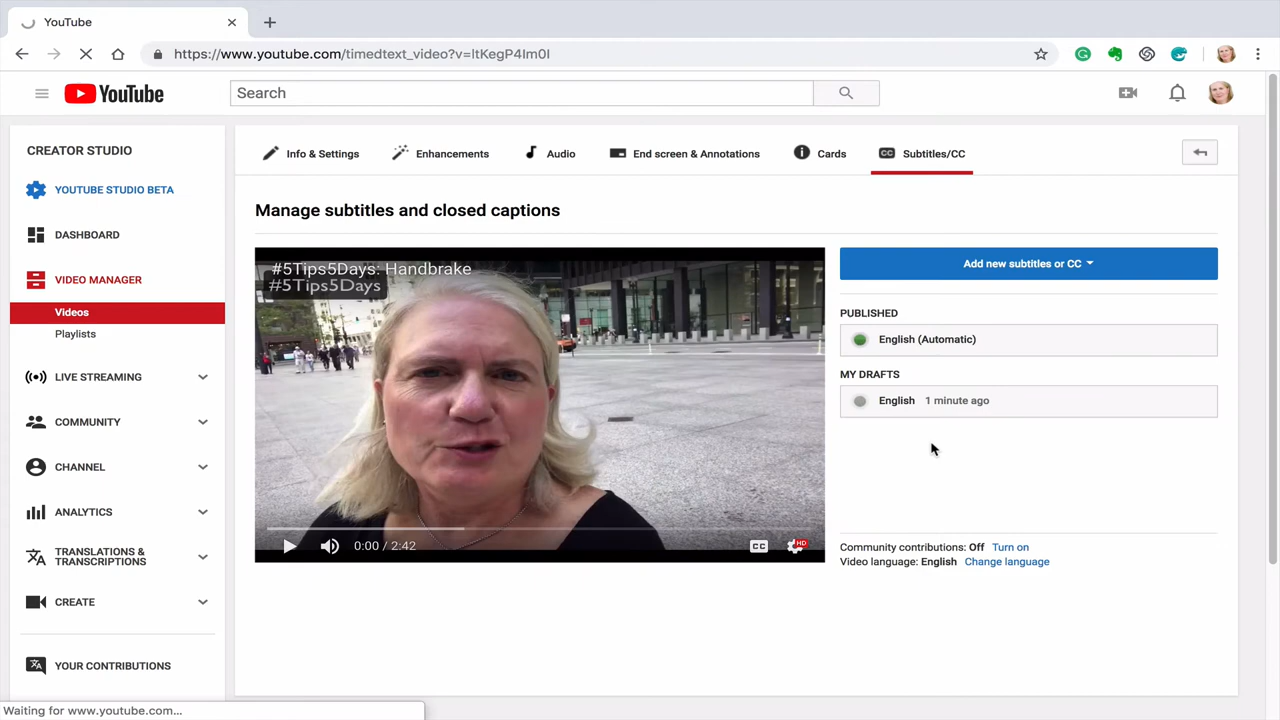 YouTube
https://www.youtube.com/timedtext_video?v=ltKegP4Im0I
YouTube
Search
CREATOR STUDIO
YOUTUBE STUDIO BETA
DASHBOARD
VIDEO MANAGER
Videos
Playlists
LIVE STREAMING
COMMUNITY
CHANNEL
ANALYTICS
TRANSLATIONS &
TRANSCRIPTIONS
CREATE
YOUR CONTRIBUTIONS
Info & Settings
Enhancements
Audio
End screen & Annotations
Cards
CC Subtitles/CC
Manage subtitles and closed captions
#5Tips5Days: Handbrake
#5Tips5Days
0:00 / 2:42
CC
HD
Add new subtitles or CC
PUBLISHED
English (Automatic)
MY DRAFTS
English 1 minute ago
Community contributions: Off Turn on
Video language: English Change language
Waiting for www.youtube.com...